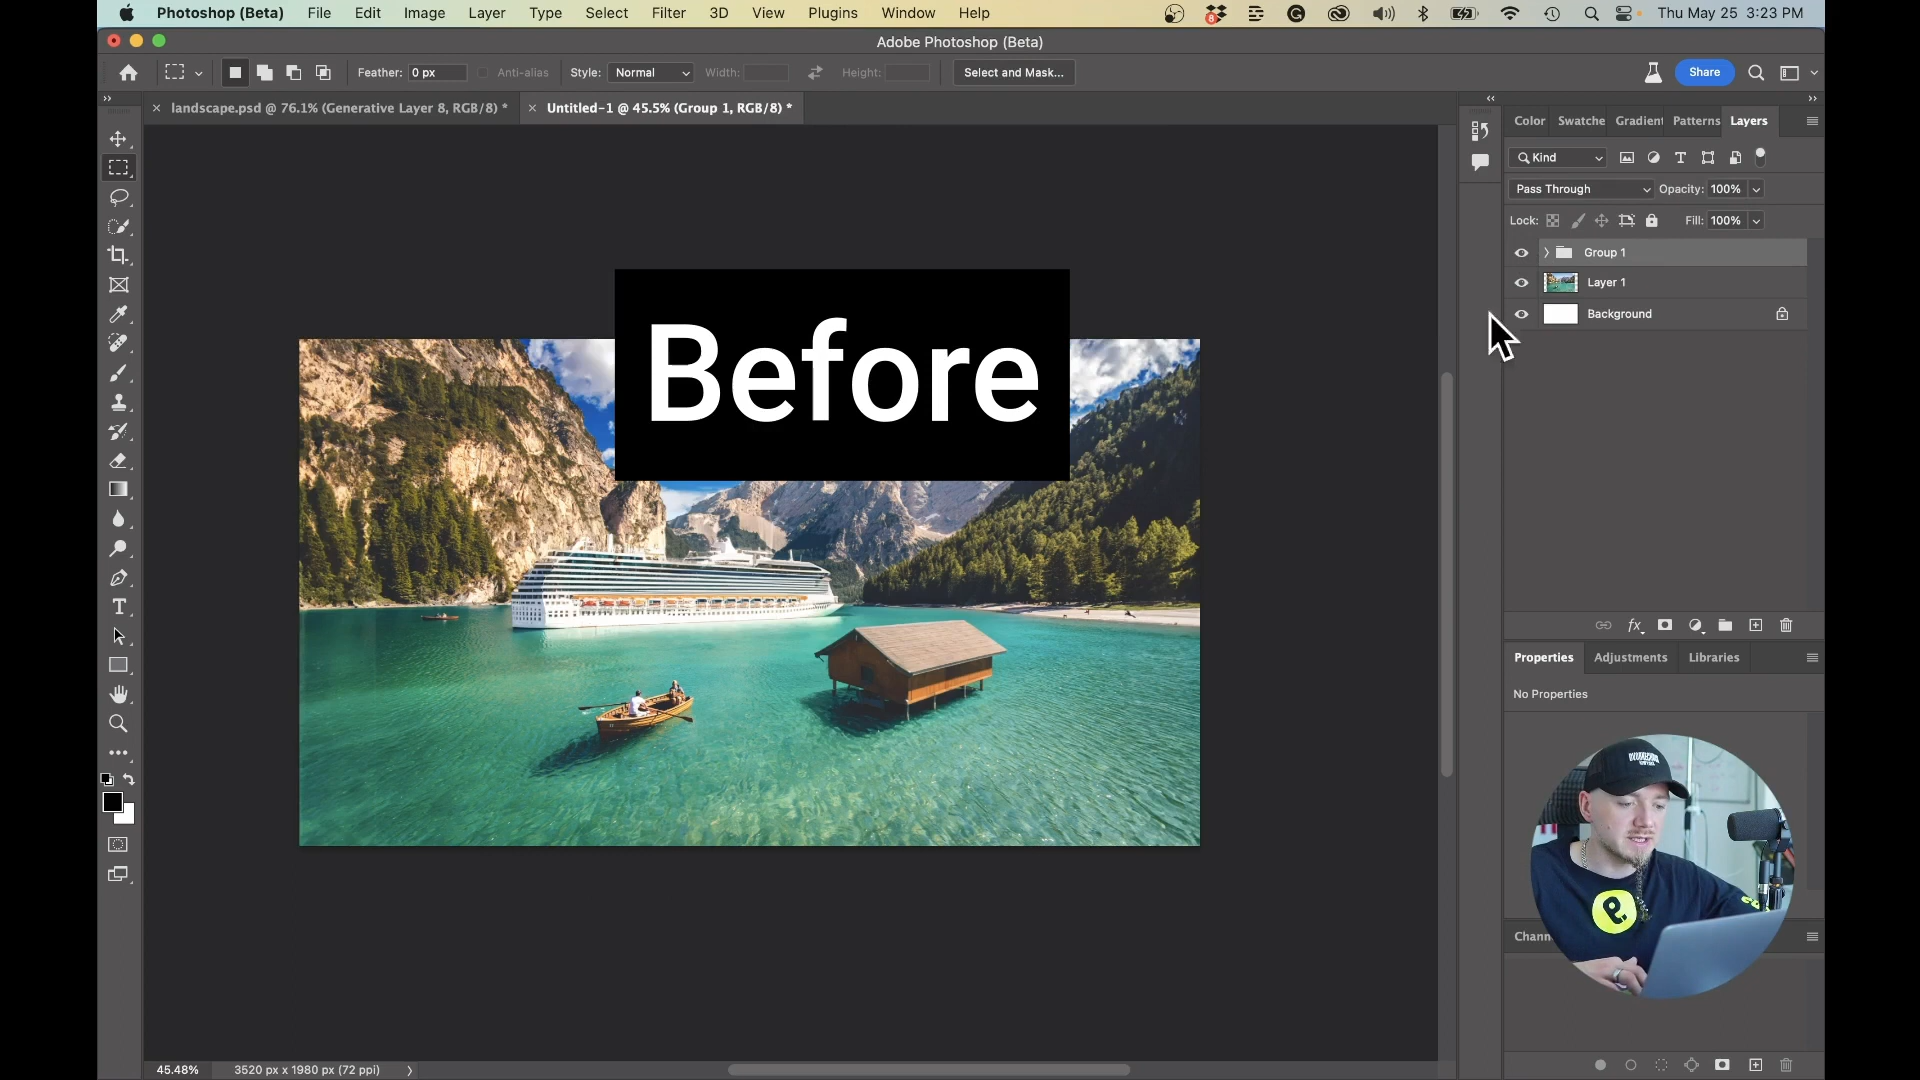 Photoshop (Beta) File Edit Image Layer Type Select Filter 3D View Plugins Window Help 8 Thu May 25 3:23 PM
Adobe Photoshop (Beta)
Feather: 0 px Anti-alias Style: Normal Width: Height: Select and Mask... Share
landscape.psd @ 76.1% (Generative Layer 8, RGB/8) * Untitled-1 @ 45.5% (Group 1, RGB/8) *
Color Swatche Gradient Patterns Layers
Kind
Pass Through Opacity: 100%
Lock: Fill: 100%
Group 1
Layer 1
Background
Before
Properties Adjustments Libraries
No Properties
Chann
45.48% 3520 px x 1980 px (72 ppi)